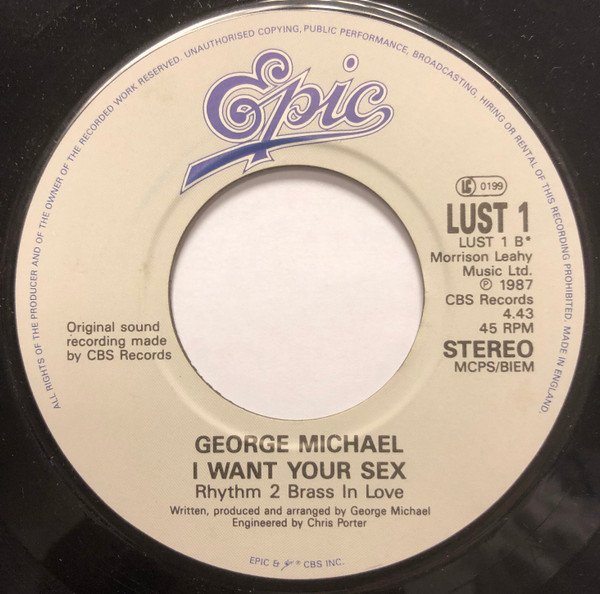 ALL RIGHTS OF THE PRODUCER AND OF THE OWNER OF THE RECORDED WORK RESERVED. UNAUTHORISED COPYING, PUBLIC PERFORMANCE, BROADCASTING, HIRING OR RENTAL OF THIS RECORDING PROHIBITED. MADE IN ENGLAND.
Epic
LC 0199
LUST 1
LUST 1 B*
Morrison Leahy
Music Ltd.
℗ 1987
CBS Records
4.43
45 RPM
STEREO
MCPS/BIEM
Original sound
recording made
by CBS Records
GEORGE MICHAEL
I WANT YOUR SEX
Rhythm 2 Brass In Love
Written, produced and arranged by George Michael
Engineered by Chris Porter
EPIC & CBS INC.